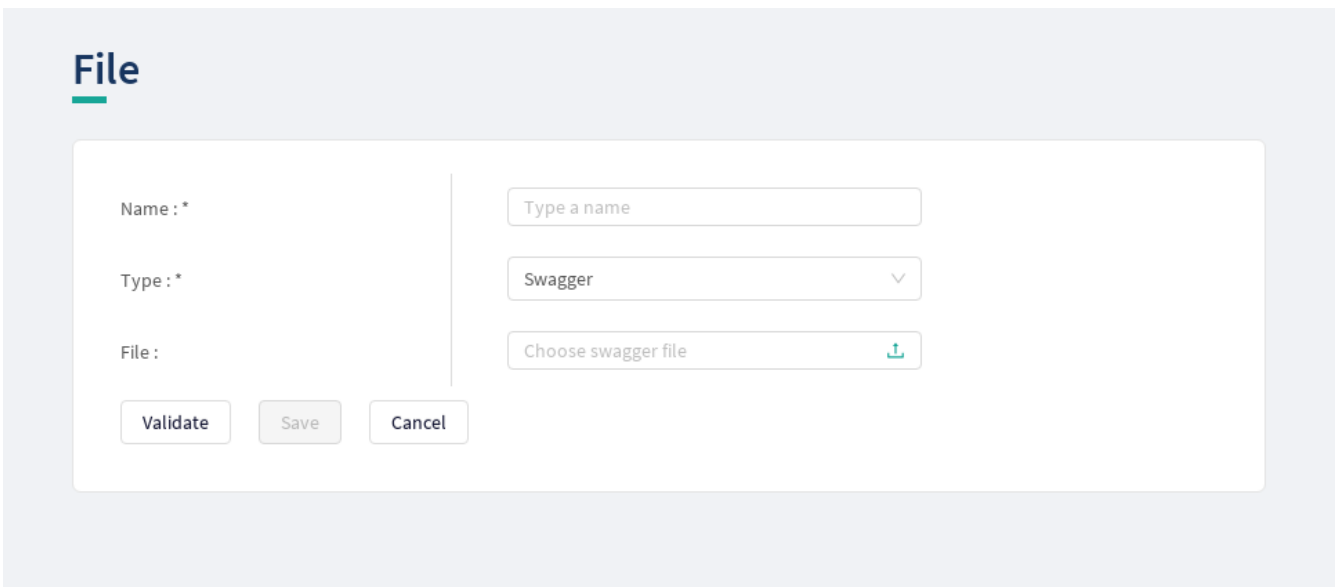 File
Name : *
Type a name
Type : *
Swagger
File :
Choose swagger file
Validate
Save
Cancel